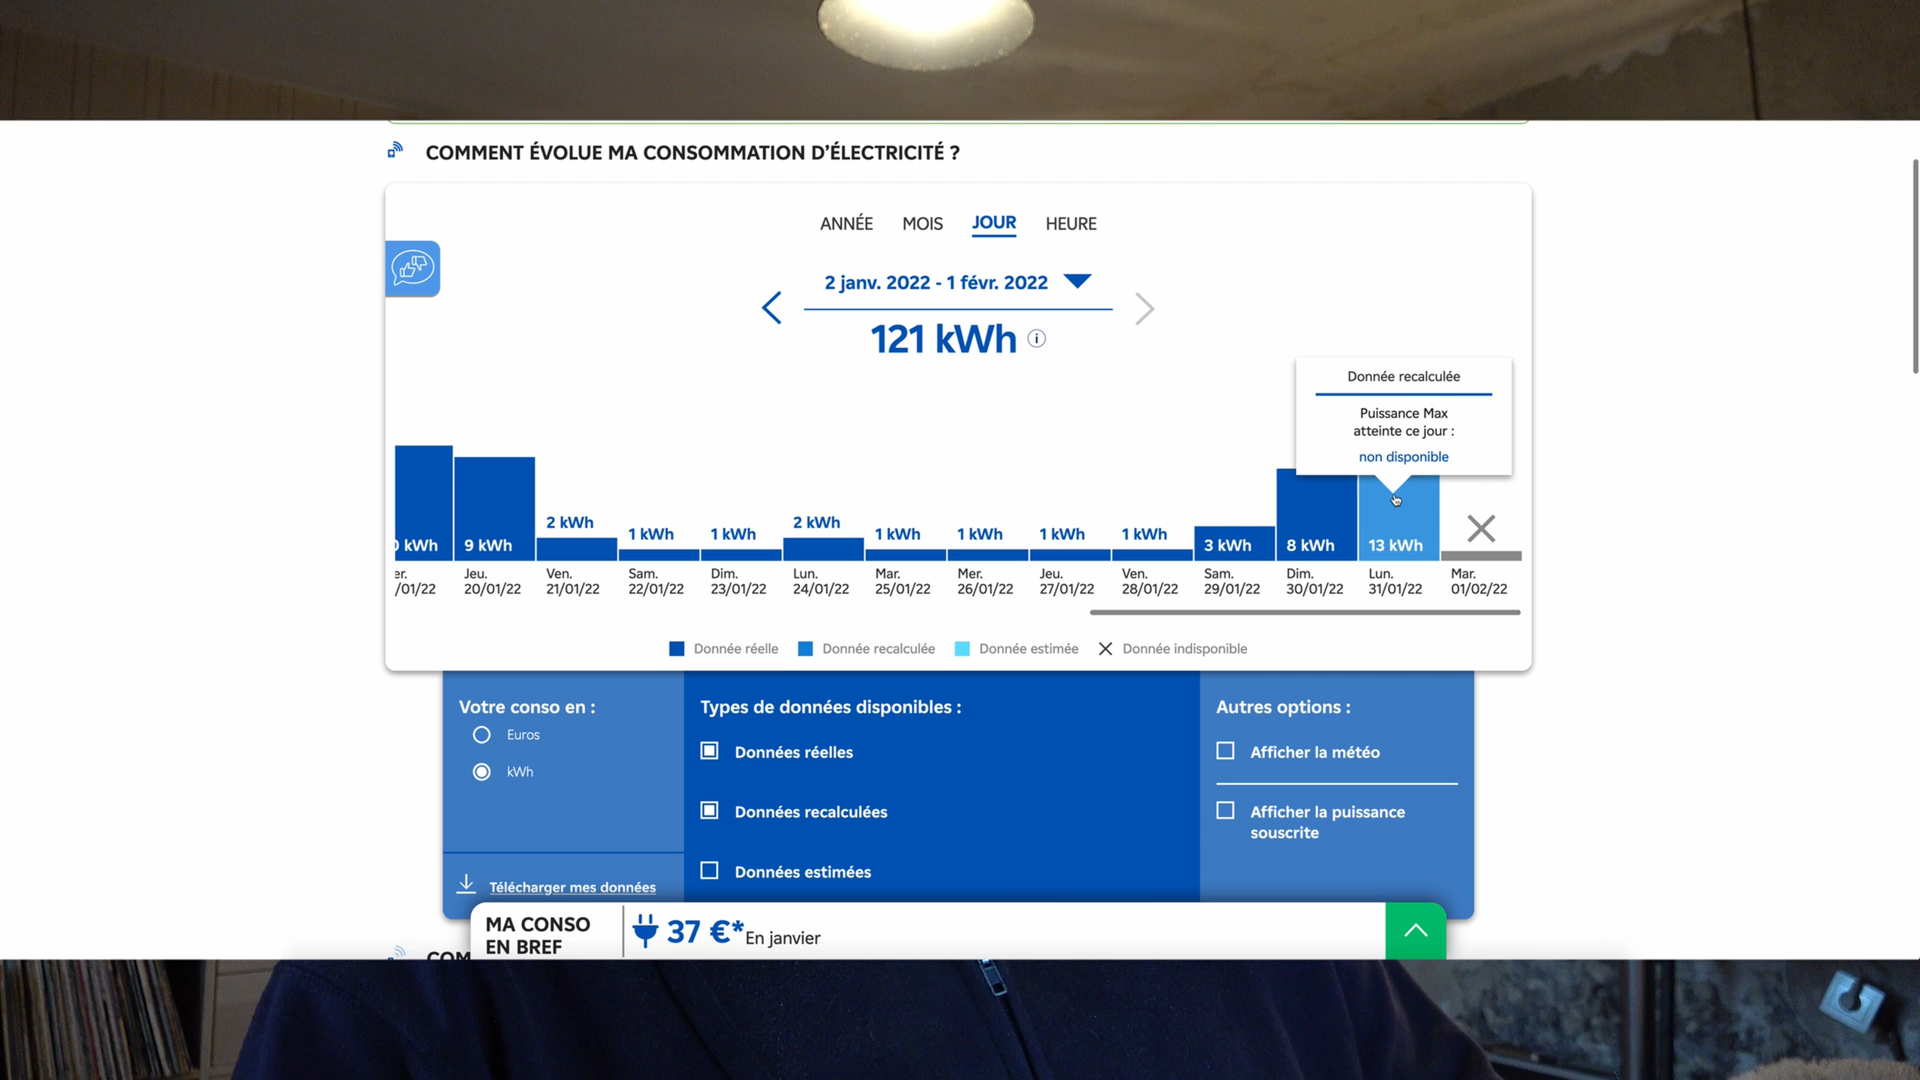 COMMENT ÉVOLUE MA CONSOMMATION D'ÉLECTRICITÉ ?
ANNÉE MOIS JOUR HEURE
2 janv. 2022 - 1 févr. 2022
121 kWh
Donnée recalculée
Puissance Max
atteinte ce jour :
non disponible
kWh 9 kWh 2 kWh 1 kWh 1 kWh 2 kWh 1 kWh 1 kWh 1 kWh 1 kWh 3 kWh 8 kWh 13 kWh
Jeu. Ven. Sam. Dim. Lun. Mar. Mer. Jeu. Ven. Sam. Dim. Lun. Mar.
/01/22 20/01/22 21/01/22 22/01/22 23/01/22 24/01/22 25/01/22 26/01/22 27/01/22 28/01/22 29/01/22 30/01/22 31/01/22 01/02/22
Donnée réelle Donnée recalculée Donnée estimée Donnée indisponible
Votre conso en :
Euros
kWh
Télécharger mes données
Types de données disponibles :
Données réelles
Données recalculées
Données estimées
Autres options :
Afficher la météo
Afficher la puissance
souscrite
MA CONSO
EN BREF
37 €* En janvier